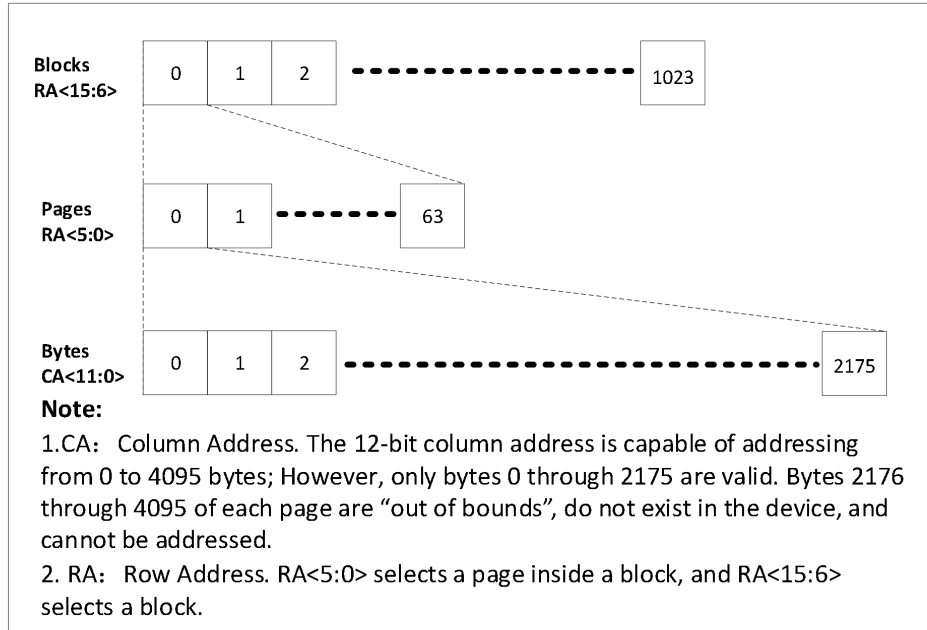 Blocks
RA<15:6>
0 1 2 1023
Pages
RA<5:0>
0 1 63
Bytes
CA<11:0>
0 1 2 2175
Note:
1.CA： Column Address. The 12-bit column address is capable of addressing
from 0 to 4095 bytes; However, only bytes 0 through 2175 are valid. Bytes 2176
through 4095 of each page are “out of bounds”, do not exist in the device, and
cannot be addressed.
2. RA： Row Address. RA<5:0> selects a page inside a block, and RA<15:6>
selects a block.